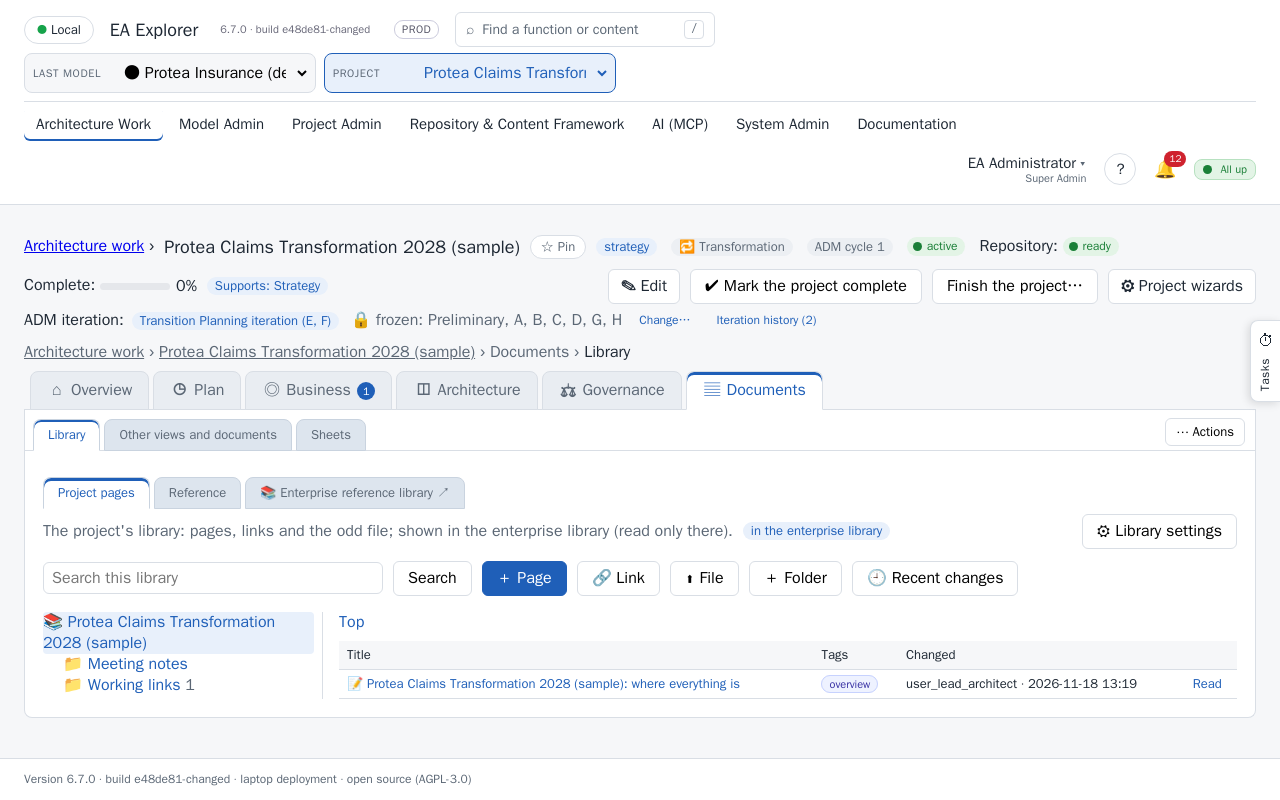 Local EA Explorer 6.7.0 · build e48de81-changed PROD ⌕ Find a function or content /
LAST MODEL Protea Insurance (de PROJECT Protea Claims Transfor
Architecture Work Model Admin Project Admin Repository & Content Framework AI (MCP) System Admin Documentation
EA Administrator ▾ ? 12 All up
Super Admin
Architecture work › Protea Claims Transformation 2028 (sample) ☆ Pin strategy 🔁 Transformation ADM cycle 1 active Repository: ready
Complete: 0% Supports: Strategy ✎ Edit ✔ Mark the project complete Finish the project··· ⚙ Project wizards
ADM iteration: Transition Planning iteration (E, F) 🔒 frozen: Preliminary, A, B, C, D, G, H Change··· Iteration history (2)
Architecture work › Protea Claims Transformation 2028 (sample) › Documents › Library
Tasks
Overview Plan Business 1 Architecture Governance Documents
Library Other views and documents Sheets ··· Actions
Project pages Reference 📚 Enterprise reference library ↗
The project's library: pages, links and the odd file; shown in the enterprise library (read only there). in the enterprise library ⚙ Library settings
Search this library Search + Page 🔗 Link ⬆ File + Folder 🕘 Recent changes
📚 Protea Claims Transformation Top
2028 (sample)
📁 Meeting notes
📁 Working links 1
Title Tags Changed
📝 Protea Claims Transformation 2028 (sample): where everything is overview user_lead_architect · 2026-11-18 13:19 Read
Version 6.7.0 · build e48de81-changed · laptop deployment · open source (AGPL-3.0)